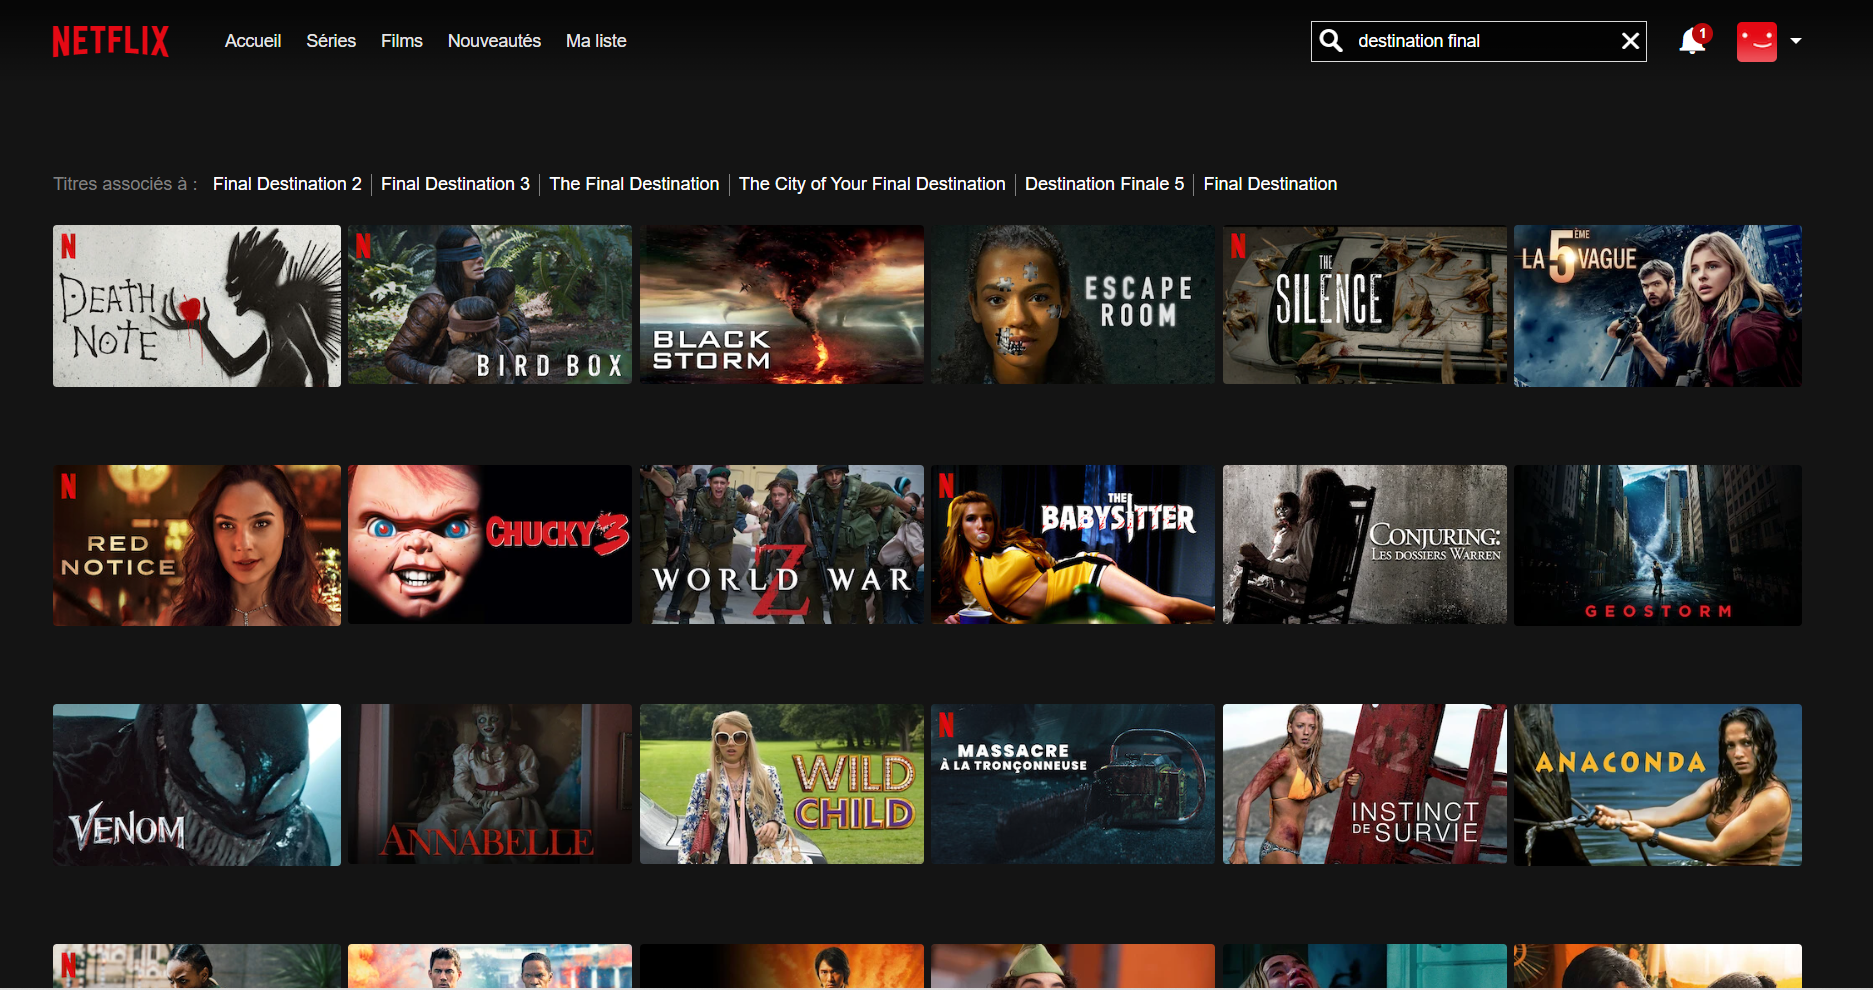 NETFLIX Accueil Séries Films Nouveautés Ma liste destination final 1
Titres associés à : Final Destination 2 | Final Destination 3 | The Final Destination | The City of Your Final Destination | Destination Finale 5 | Final Destination
N
DEATH
NOTE
N
BIRD BOX
BLACK
STORM
ESCAPE
ROOM
N
THE
SILENCE
LA 5ÈME VAGUE
N
RED
NOTICE
CHUCKY 3
WORLD WAR Z
N
THE
BABYSITTER
CONJURING:
LES DOSSIERS WARREN
GEOSTORM
VENOM
ANNABELLE
WILD
CHILD
N
MASSACRE
À LA TRONÇONNEUSE
422
INSTINCT
DE SURVIE
ANACONDA
N